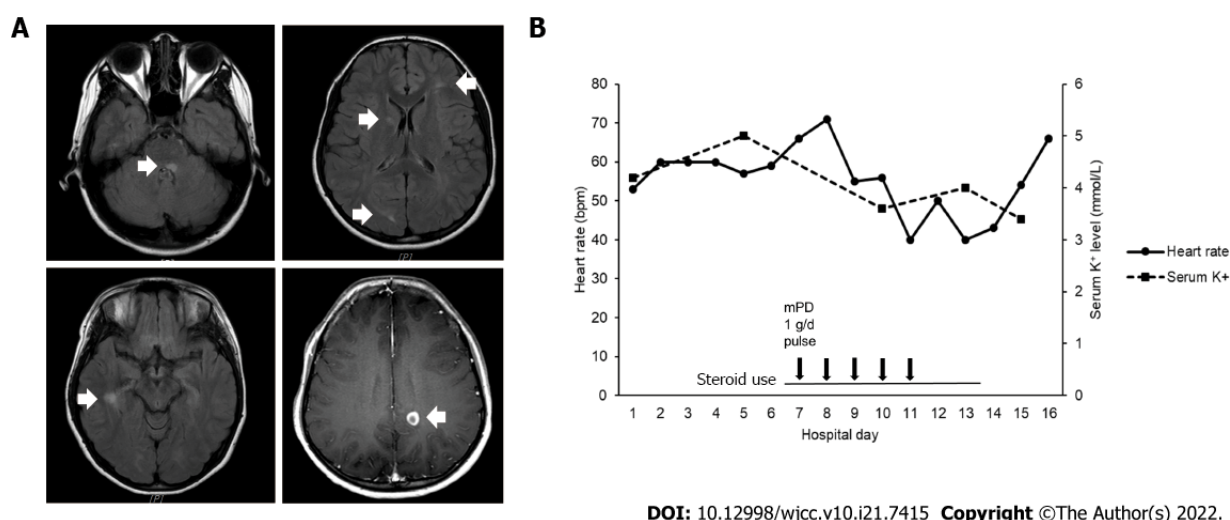 A
B
[P]
[P]
80
70
60
50
40
30
20
10
0
Heart rate (bpm)
6
5
4
3
2
1
0
Serum K⁺ level (mmol/L)
Heart rate
Serum K+
mPD
1 g/d
pulse
Steroid use
1 2 3 4 5 6 7 8 9 10 11 12 13 14 15 16
Hospital day
DOI: 10.12998/wjcc.v10.i21.7415 Copyright ©The Author(s) 2022.